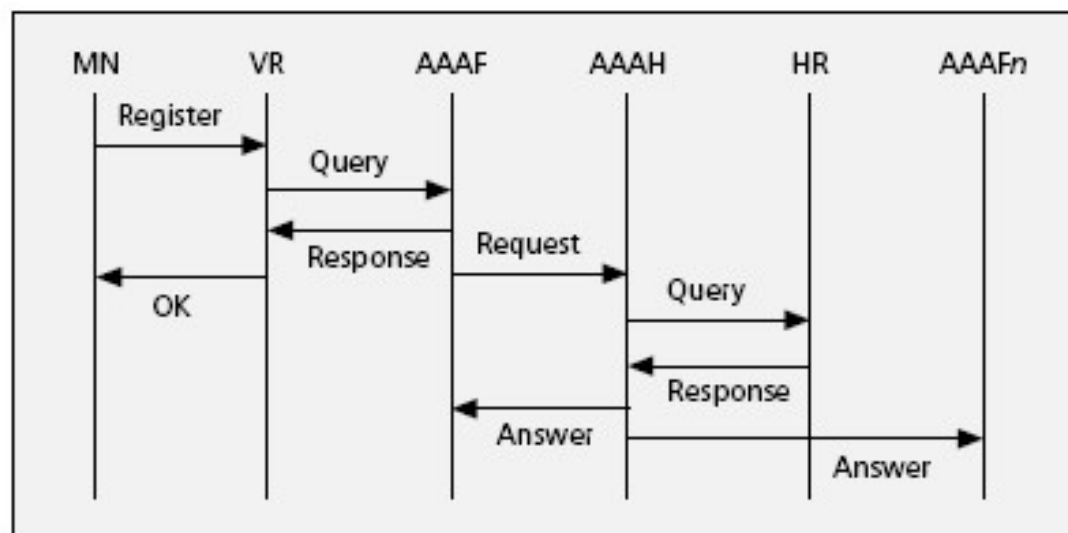 MN VR AAAF AAAH HR AAAFn
Register
Query
Response
Request
OK
Query
Response
Answer
Answer